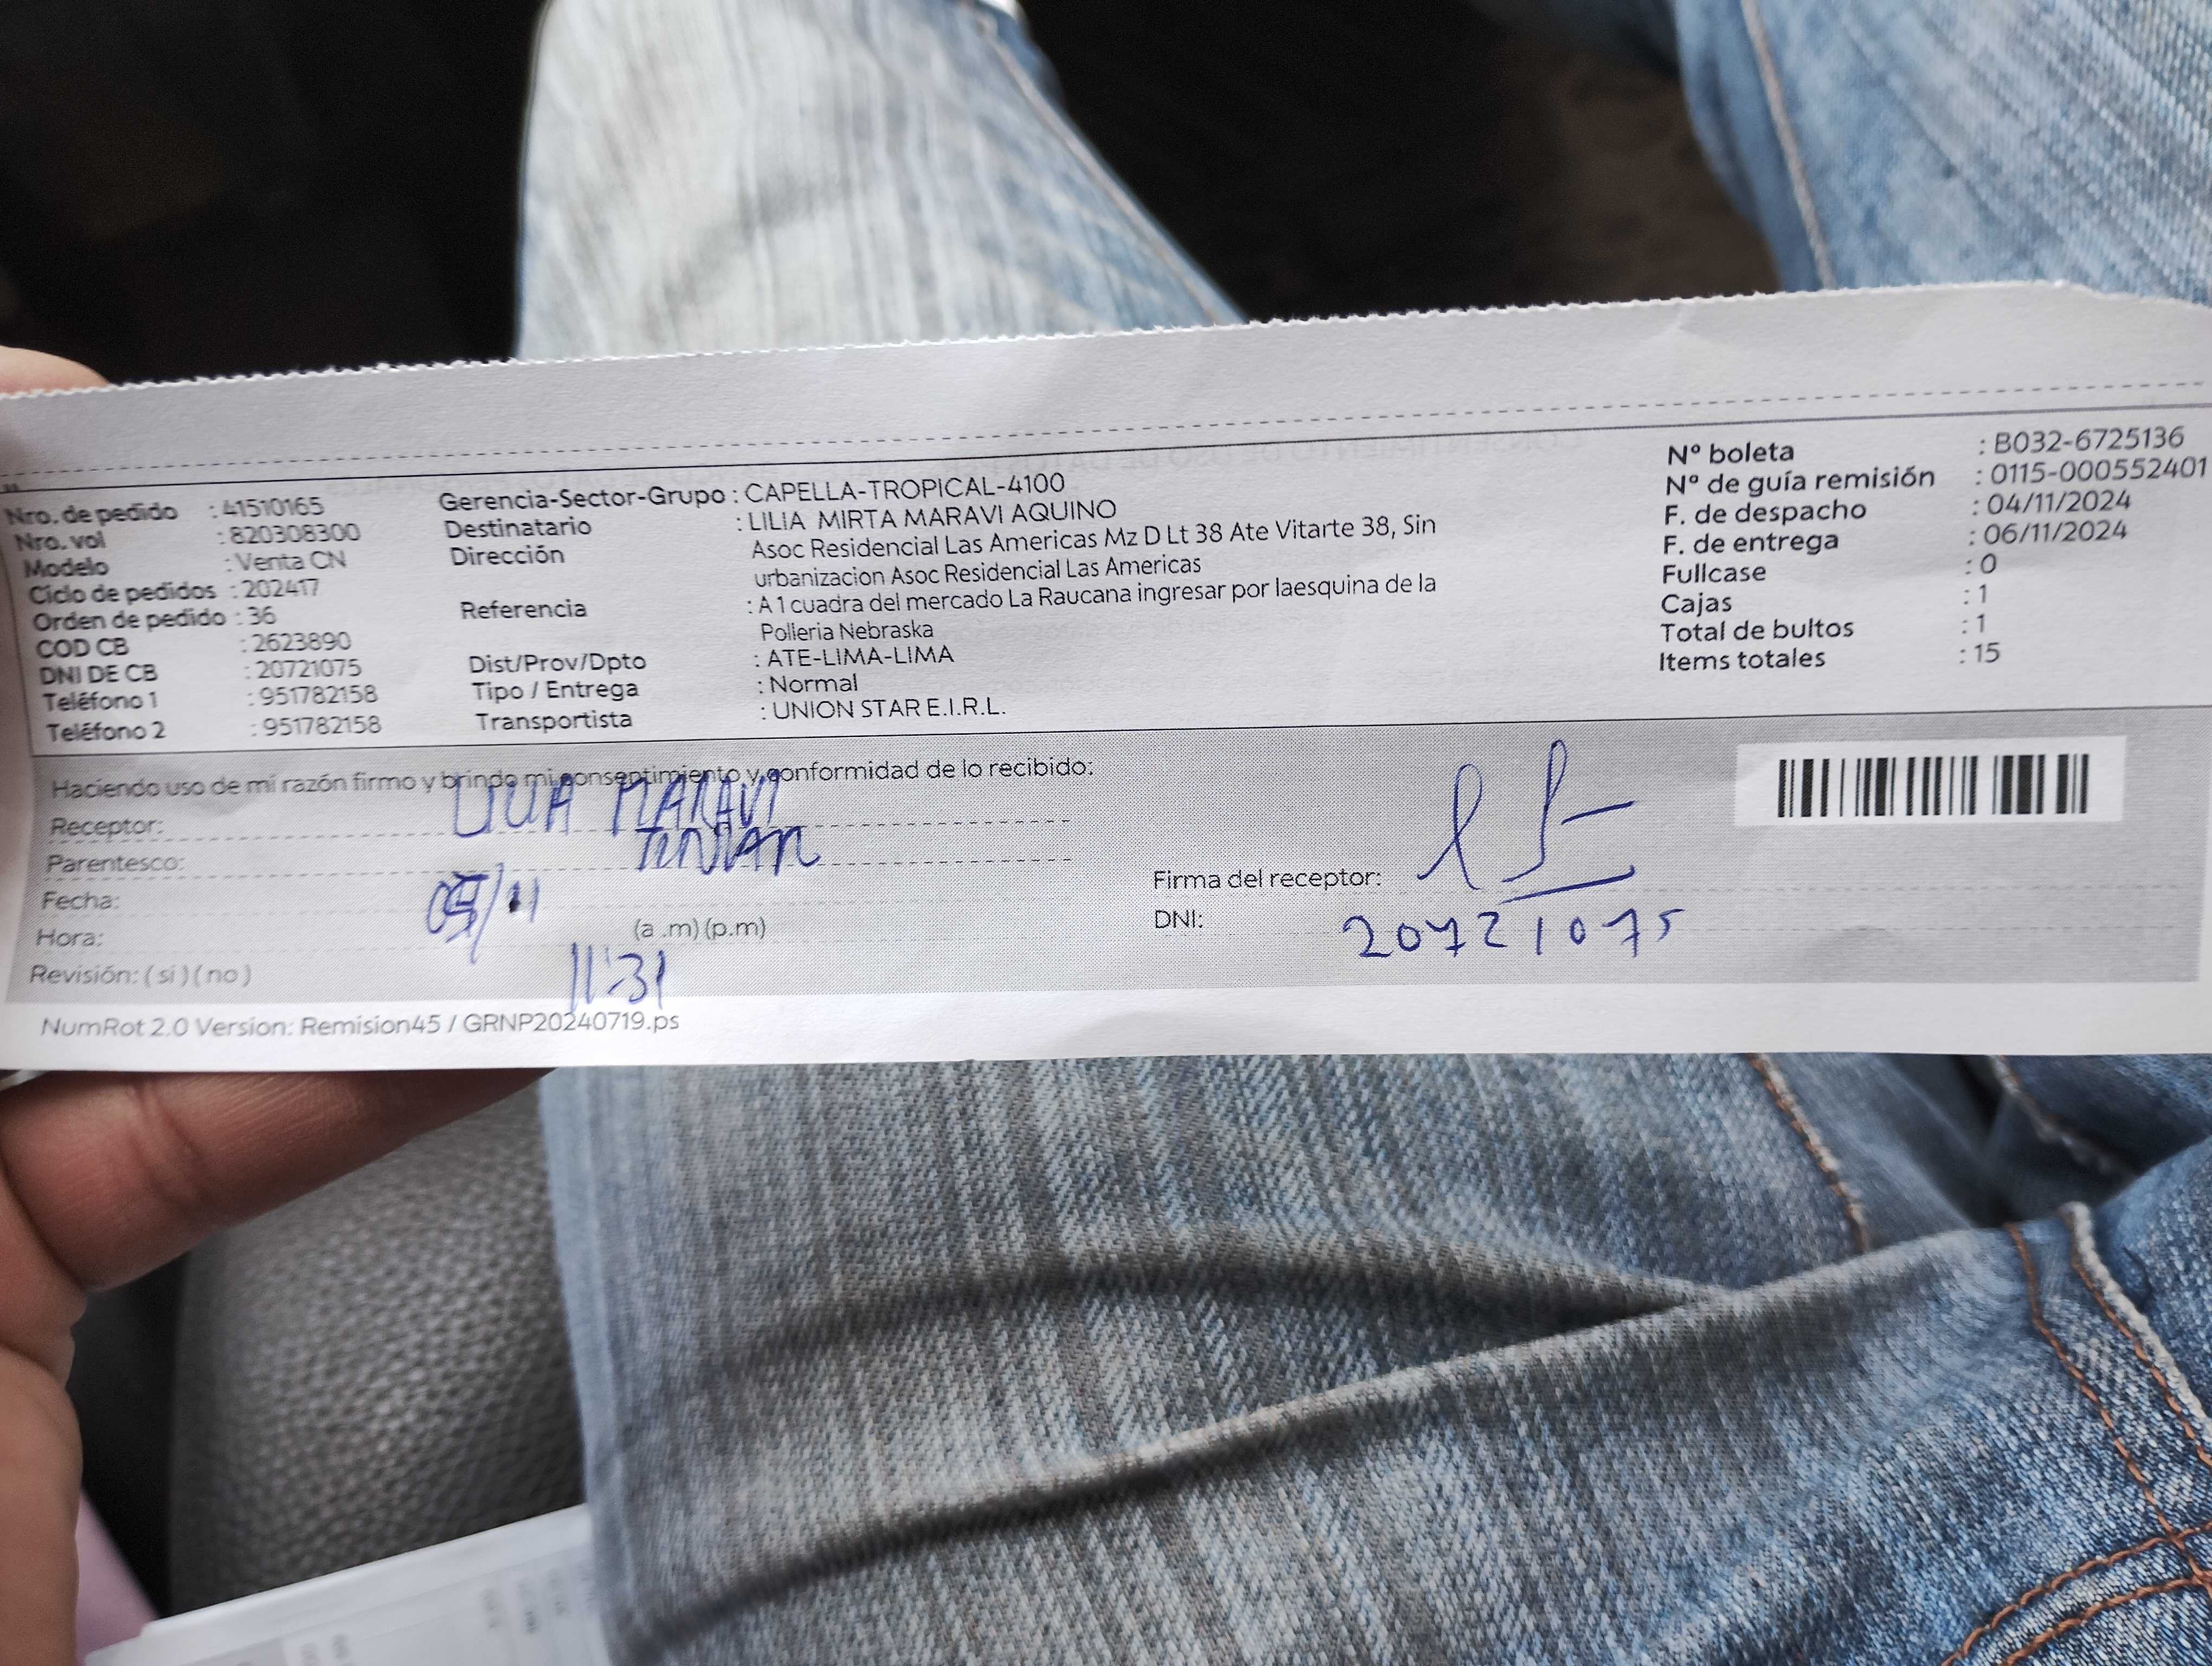 Nro. de pedido : 41510165
Nro. vol : 820308300
Modelo : Venta CN
Ciclo de pedidos : 202417
Orden de pedido : 36
COD CB : 2623890
DNI DE CB : 20721075
Teléfono 1 : 951782158
Teléfono 2 : 951782158
Gerencia-Sector-Grupo : CAPELLA-TROPICAL-4100
Destinatario : LILIA MIRTA MARAVI AQUINO
Dirección Asoc Residencial Las Americas Mz D Lt 38 Ate Vitarte 38, Sin
urbanizacion Asoc Residencial Las Americas
Referencia : A 1 cuadra del mercado La Raucana ingresar por laesquina de la
Polleria Nebraska
Dist/Prov/Dpto : ATE-LIMA-LIMA
Tipo / Entrega : Normal
Transportista : UNION STAR E.I.R.L.
Nº boleta : B032-6725136
Nº de guía remisión : 0115-000552401
F. de despacho : 04/11/2024
F. de entrega : 06/11/2024
Fullcase : 0
Cajas : 1
Total de bultos : 1
Items totales : 15
Haciendo uso de mi razón firmo y brindo mi consentimiento y conformidad de lo recibido:
Receptor: LILIA MARAVI
Parentesco:
Fecha:
Hora: (a .m) (p.m)
11:31
Revisión: ( si ) ( no )
Firma del receptor:
DNI: 20721075
NumRot 2.0 Version: Remision45 / GRNP20240719.ps